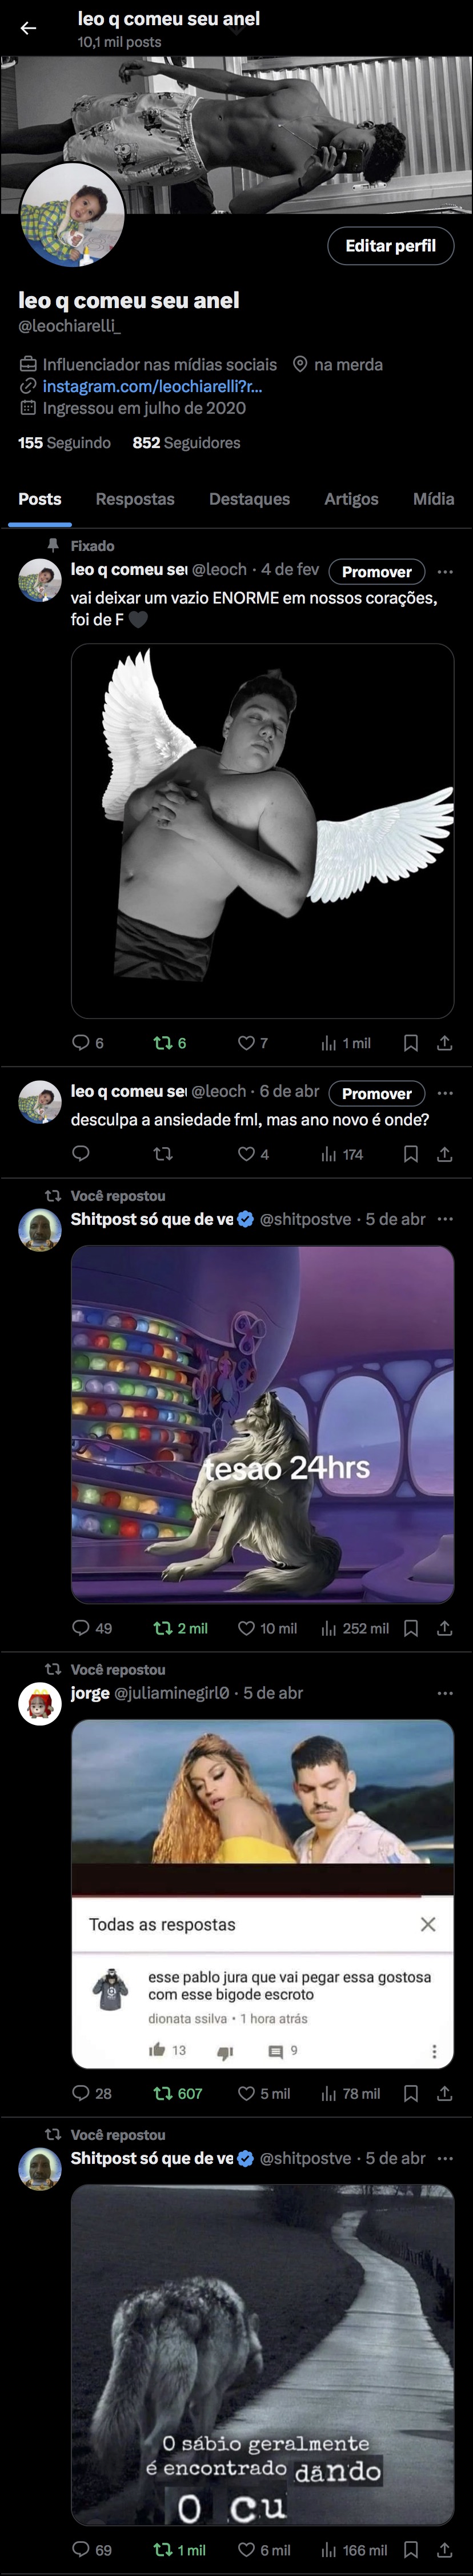 leo q comeu seu anel
10,1 mil posts
Editar perfil
leo q comeu seu anel
@leochiarelli_
Influenciador nas mídias sociais na merda
instagram.com/leochiarelli?r...
Ingressou em julho de 2020
155 Seguindo 852 Seguidores
Posts Respostas Destaques Artigos Mídia
Fixado
leo q comeu seu @leoch · 4 de fev Promover
vai deixar um vazio ENORME em nossos corações,
foi de F 🖤
6 6 7 1 mil
leo q comeu seu @leoch · 6 de abr Promover
desculpa a ansiedade fml, mas ano novo é onde?
4 174
Você repostou
Shitpost só que de ve @shitpostve · 5 de abr
tesao 24hrs
49 2 mil 10 mil 252 mil
Você repostou
jorge @juliaminegirl0 · 5 de abr
Todas as respostas
esse pablo jura que vai pegar essa gostosa
com esse bigode escroto
dionata ssilva • 1 hora atrás
13 9
28 607 5 mil 78 mil
Você repostou
Shitpost só que de ve @shitpostve · 5 de abr
O sábio geralmente
é encontrado dando
O cu
69 1 mil 6 mil 166 mil